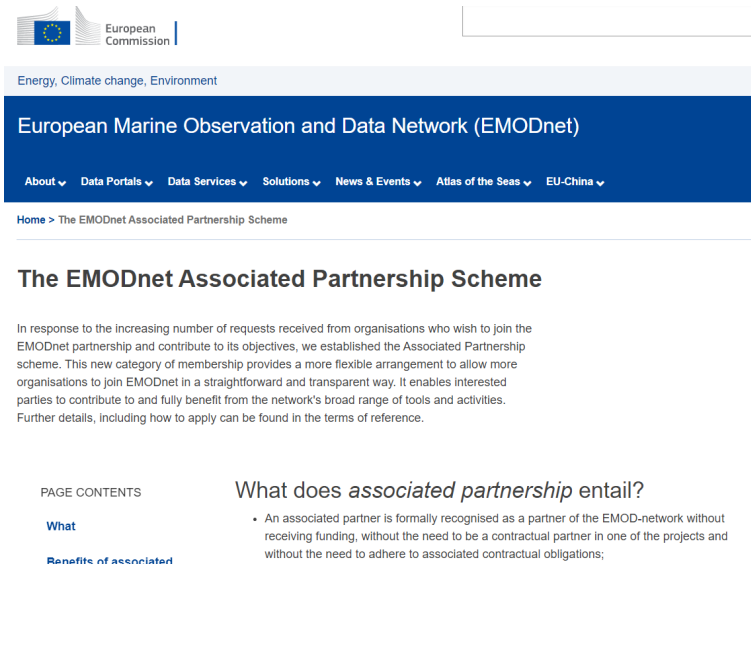 European
Commission
Energy, Climate change, Environment
European Marine Observation and Data Network (EMODnet)
About Data Portals Data Services Solutions News & Events Atlas of the Seas EU-China
Home > The EMODnet Associated Partnership Scheme
The EMODnet Associated Partnership Scheme
In response to the increasing number of requests received from organisations who wish to join the
EMODnet partnership and contribute to its objectives, we established the Associated Partnership
scheme. This new category of membership provides a more flexible arrangement to allow more
organisations to join EMODnet in a straightforward and transparent way. It enables interested
parties to contribute to and fully benefit from the network's broad range of tools and activities.
Further details, including how to apply can be found in the terms of reference.
PAGE CONTENTS
What
Benefits of associated
What does associated partnership entail?
• An associated partner is formally recognised as a partner of the EMOD-network without
receiving funding, without the need to be a contractual partner in one of the projects and
without the need to adhere to associated contractual obligations;